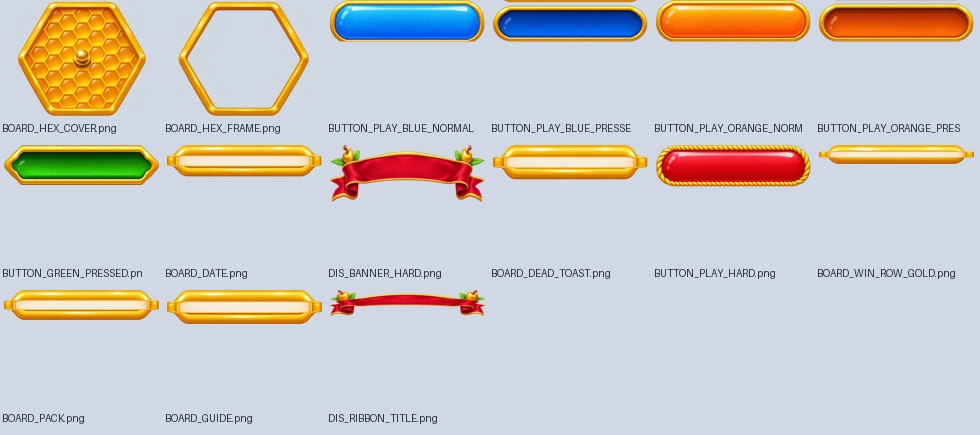 BOARD_HEX_COVER.png
BOARD_HEX_FRAME.png
BUTTON_PLAY_BLUE_NORMAL
BUTTON_PLAY_BLUE_PRESSE
BUTTON_PLAY_ORANGE_NORM
BUTTON_PLAY_ORANGE_PRES
BUTTON_GREEN_PRESSED.pn
BOARD_DATE.png
DIS_BANNER_HARD.png
BOARD_DEAD_TOAST.png
BUTTON_PLAY_HARD.png
BOARD_WIN_ROW_GOLD.png
BOARD_PACK.png
BOARD_GUIDE.png
DIS_RIBBON_TITLE.png